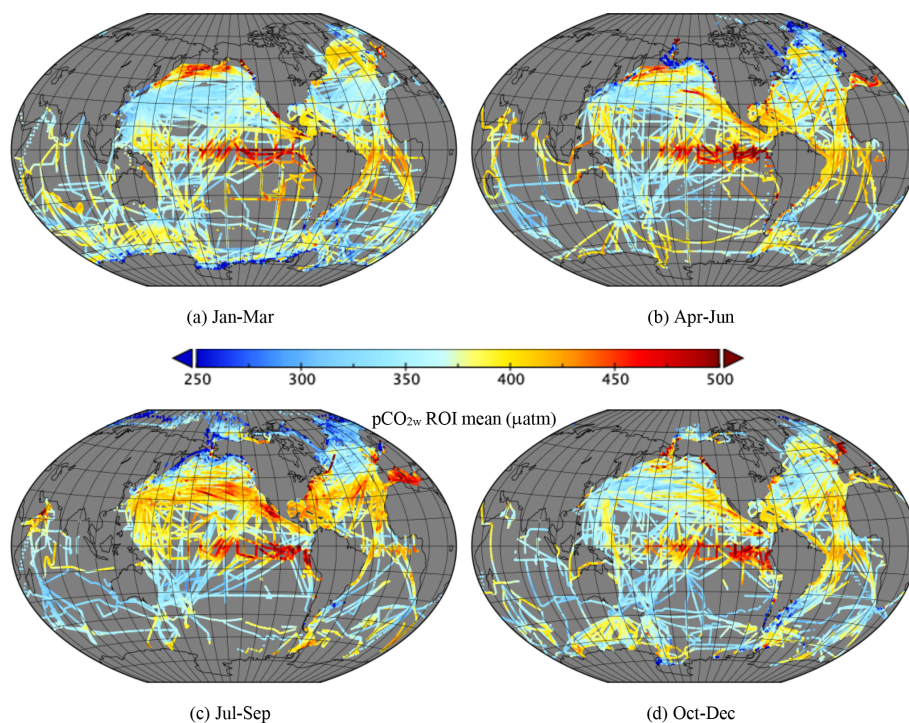 (a) Jan-Mar
(b) Apr-Jun
250 300 350 400 450 500
pCO₂w ROI mean (µatm)
(c) Jul-Sep
(d) Oct-Dec